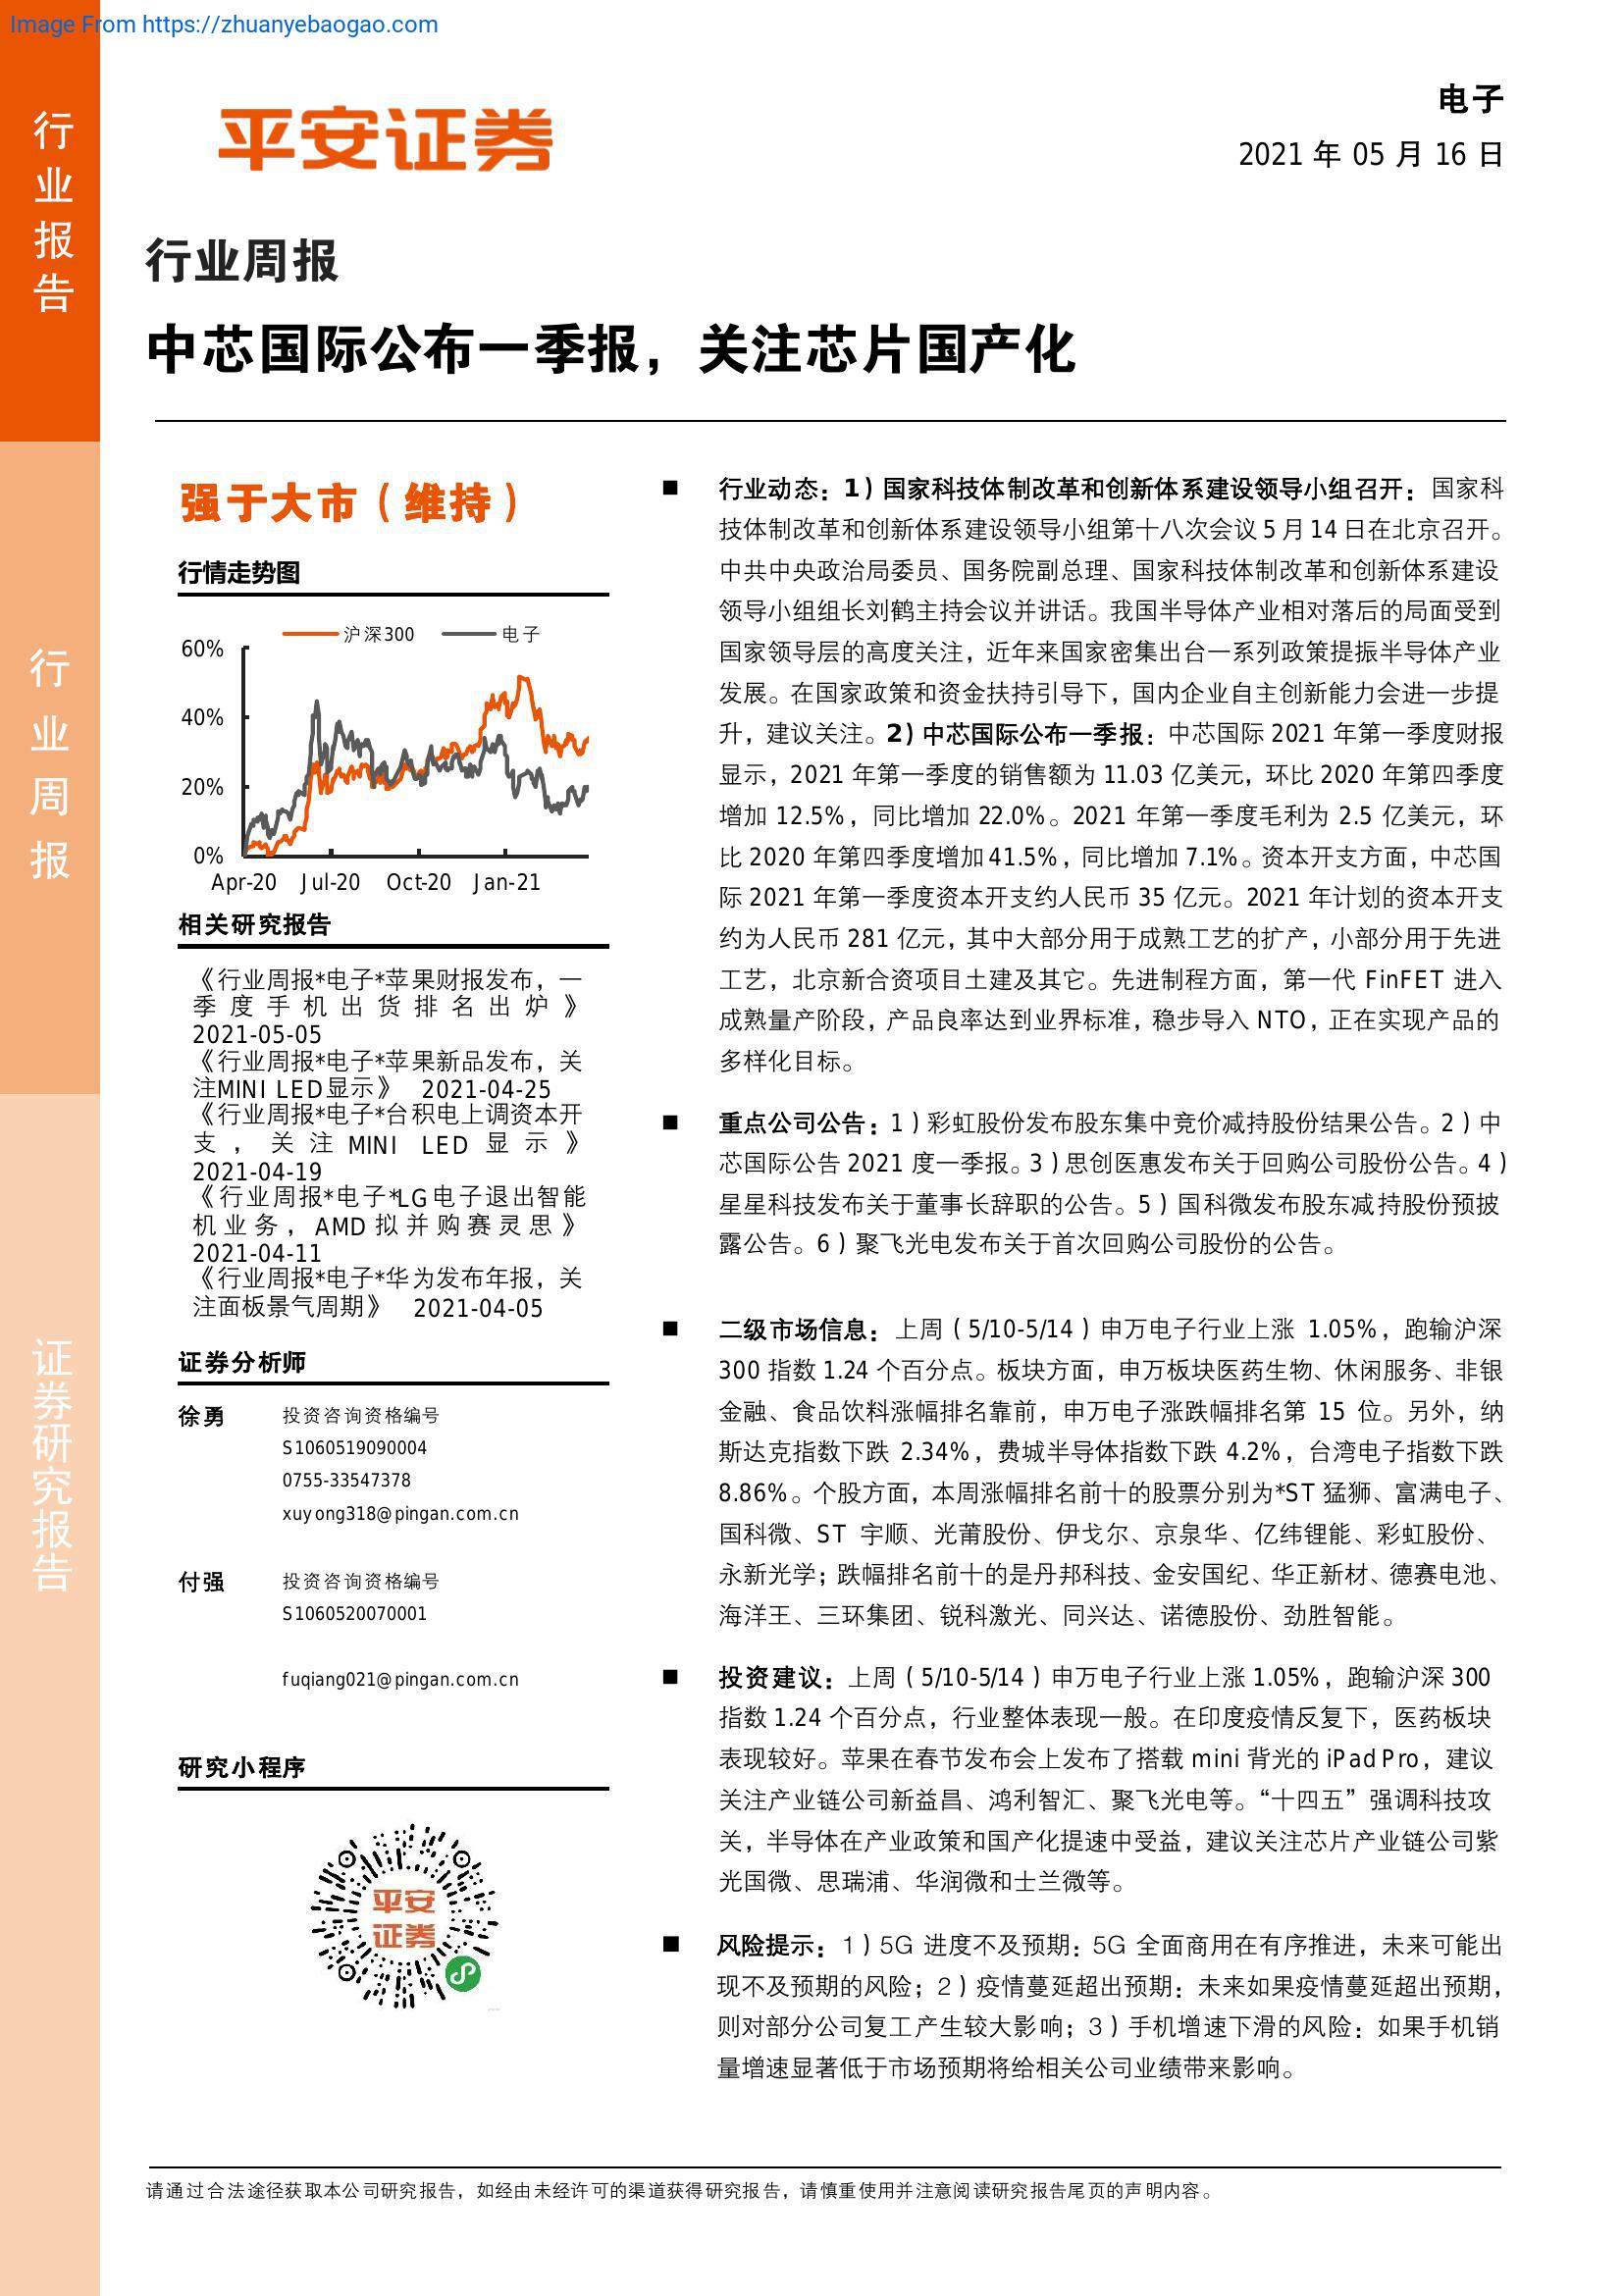 Image From https://zhuanyebaogao.com
行业报告
行业周报
证券研究报告
平安证券
电子
2021 年 05 月 16 日
行业周报
中芯国际公布一季报，关注芯片国产化
强于大市（维持）
行情走势图
沪深300 电子
60%
40%
20%
0%
Apr-20 Jul-20 Oct-20 Jan-21
相关研究报告
《行业周报*电子*苹果财报发布，一
季度手机出货排名出炉》
2021-05-05
《行业周报*电子*苹果新品发布，关
注MINI LED显示》 2021-04-25
《行业周报*电子*台积电上调资本开
支，关注 MINI LED 显示》
2021-04-19
《行业周报*电子*LG电子退出智能
机业务，AMD拟并购赛灵思》
2021-04-11
《行业周报*电子*华为发布年报，关
注面板景气周期》 2021-04-05
证券分析师
徐勇 投资咨询资格编号
S1060519090004
0755-33547378
xuyong318@pingan.com.cn
付强 投资咨询资格编号
S1060520070001
fuqiang021@pingan.com.cn
研究小程序
平安
证券
■ 行业动态：1）国家科技体制改革和创新体系建设领导小组召开：国家科
技体制改革和创新体系建设领导小组第十八次会议 5 月 14 日在北京召开。
中共中央政治局委员、国务院副总理、国家科技体制改革和创新体系建设
领导小组组长刘鹤主持会议并讲话。我国半导体产业相对落后的局面受到
国家领导层的高度关注，近年来国家密集出台一系列政策提振半导体产业
发展。在国家政策和资金扶持引导下，国内企业自主创新能力会进一步提
升，建议关注。2）中芯国际公布一季报：中芯国际 2021 年第一季度财报
显示，2021 年第一季度的销售额为 11.03 亿美元，环比 2020 年第四季度
增加 12.5%，同比增加 22.0%。2021 年第一季度毛利为 2.5 亿美元，环
比 2020 年第四季度增加 41.5%，同比增加 7.1%。资本开支方面，中芯国
际 2021 年第一季度资本开支约人民币 35 亿元。2021 年计划的资本开支
约为人民币 281 亿元，其中大部分用于成熟工艺的扩产，小部分用于先进
工艺，北京新合资项目土建及其它。先进制程方面，第一代 FinFET 进入
成熟量产阶段，产品良率达到业界标准，稳步导入 NTO，正在实现产品的
多样化目标。
■ 重点公司公告：1）彩虹股份发布股东集中竞价减持股份结果公告。2）中
芯国际公告 2021 度一季报。3）思创医惠发布关于回购公司股份公告。4）
星星科技发布关于董事长辞职的公告。5）国科微发布股东减持股份预披
露公告。6）聚飞光电发布关于首次回购公司股份的公告。
■ 二级市场信息：上周（5/10-5/14）申万电子行业上涨 1.05%，跑输沪深
300 指数 1.24 个百分点。板块方面，申万板块医药生物、休闲服务、非银
金融、食品饮料涨幅排名靠前，申万电子涨跌幅排名第 15 位。另外，纳
斯达克指数下跌 2.34%，费城半导体指数下跌 4.2%，台湾电子指数下跌
8.86%。个股方面，本周涨幅排名前十的股票分别为*ST 猛狮、富满电子、
国科微、ST 宇顺、光莆股份、伊戈尔、京泉华、亿纬锂能、彩虹股份、
永新光学；跌幅排名前十的是丹邦科技、金安国纪、华正新材、德赛电池、
海洋王、三环集团、锐科激光、同兴达、诺德股份、劲胜智能。
■ 投资建议：上周（5/10-5/14）申万电子行业上涨 1.05%，跑输沪深 300
指数 1.24 个百分点，行业整体表现一般。在印度疫情反复下，医药板块
表现较好。苹果在春节发布会上发布了搭载 mini 背光的 iPad Pro，建议
关注产业链公司新益昌、鸿利智汇、聚飞光电等。“十四五”强调科技攻
关，半导体在产业政策和国产化提速中受益，建议关注芯片产业链公司紫
光国微、思瑞浦、华润微和士兰微等。
■ 风险提示：1）5G 进度不及预期：5G 全面商用在有序推进，未来可能出
现不及预期的风险；2）疫情蔓延超出预期：未来如果疫情蔓延超出预期，
则对部分公司复工产生较大影响；3）手机增速下滑的风险：如果手机销
量增速显著低于市场预期将给相关公司业绩带来影响。
请通过合法途径获取本公司研究报告，如经由未经许可的渠道获得研究报告，请慎重使用并注意阅读研究报告尾页的声明内容。